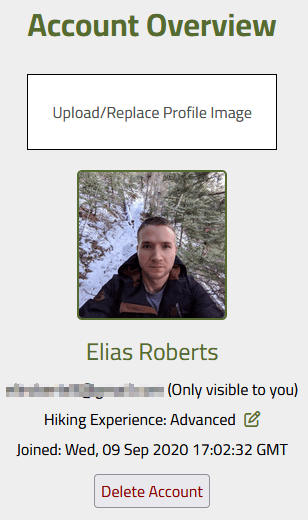 Account Overview
Upload/Replace Profile Image
Elias Roberts
(Only visible to you)
Hiking Experience: Advanced
Joined: Wed, 09 Sep 2020 17:02:32 GMT
Delete Account